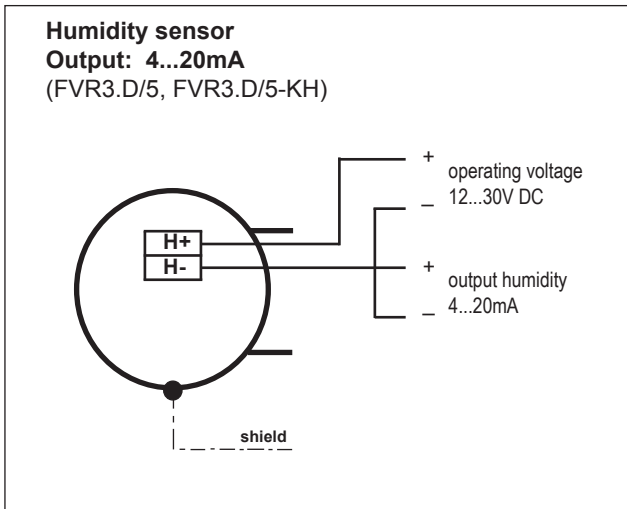 Humidity sensor
Output: 4...20mA
(FVR3.D/5, FVR3.D/5-KH)
+
operating voltage
12...30V DC
–
H+
H-
+
output humidity
4...20mA
–
shield